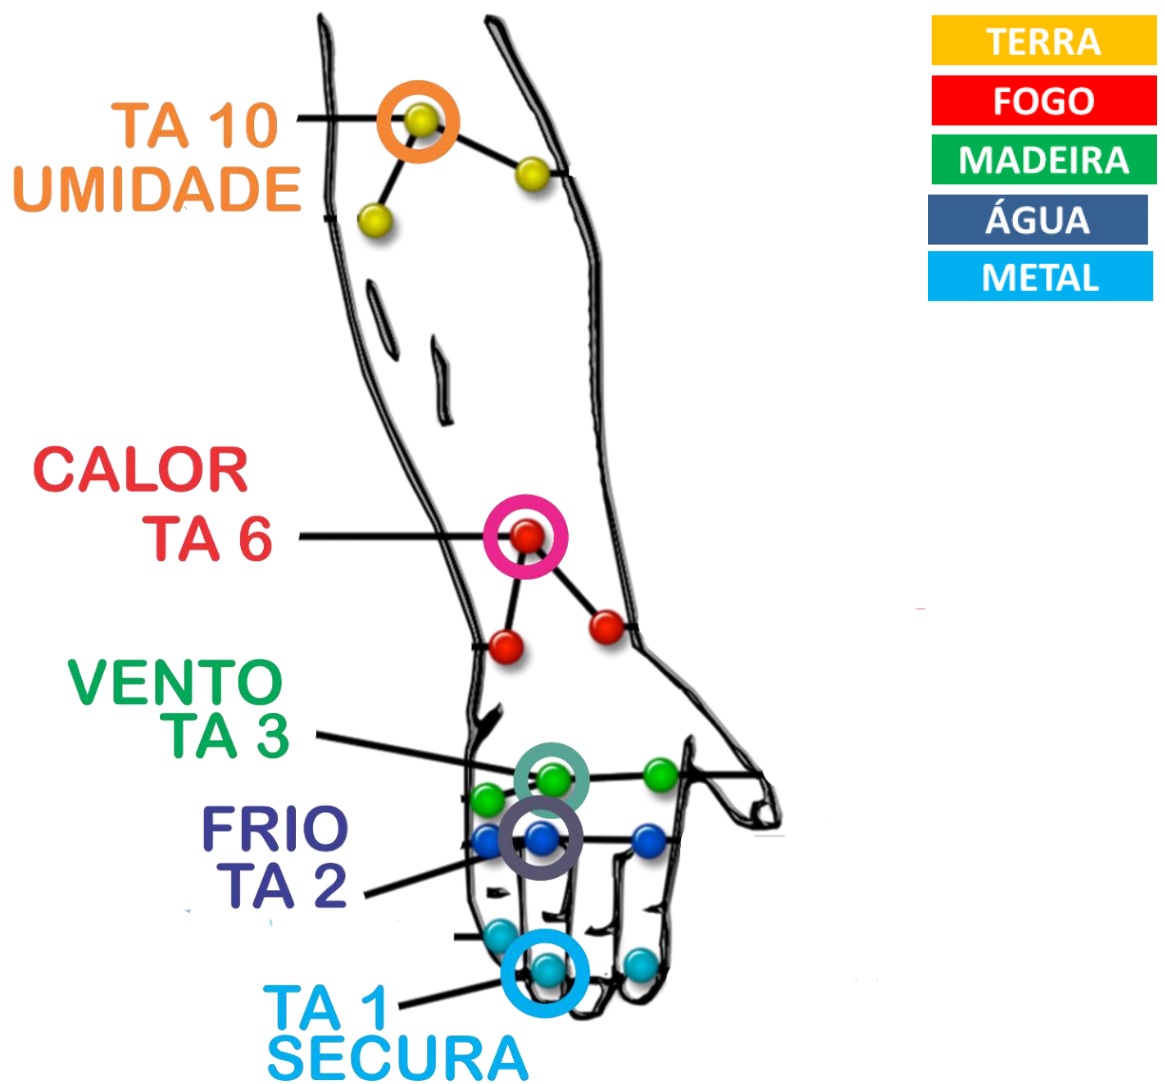 TERRA
FOGO
MADEIRA
ÁGUA
METAL
TA 10
UMIDADE
CALOR
TA 6
VENTO
TA 3
FRIO
TA 2
TA 1
SECURA